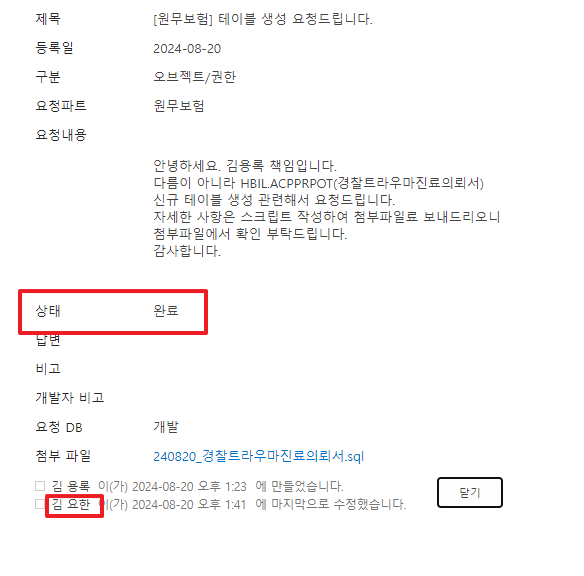 제목 [원무보험] 테이블 생성 요청드립니다.
등록일 2024-08-20
구분 오브젝트/권한
요청파트 원무보험
요청내용
안녕하세요. 김용록 책임입니다.
다름이 아니라 HBIL.ACPPRPOT(경찰트라우마진료의뢰서)
신규 테이블 생성 관련해서 요청드립니다.
자세한 사항은 스크립트 작성하여 첨부파일로 보내드리오니
첨부파일에서 확인 부탁드립니다.
감사합니다.
상태 완료
답변
비고
개발자 비고
요청 DB 개발
첨부 파일 240820_경찰트라우마진료의뢰서.sql
김 용록 이(가) 2024-08-20 오후 1:23 에 만들었습니다.
김 요한 이(가) 2024-08-20 오후 1:41 에 마지막으로 수정했습니다.
닫기